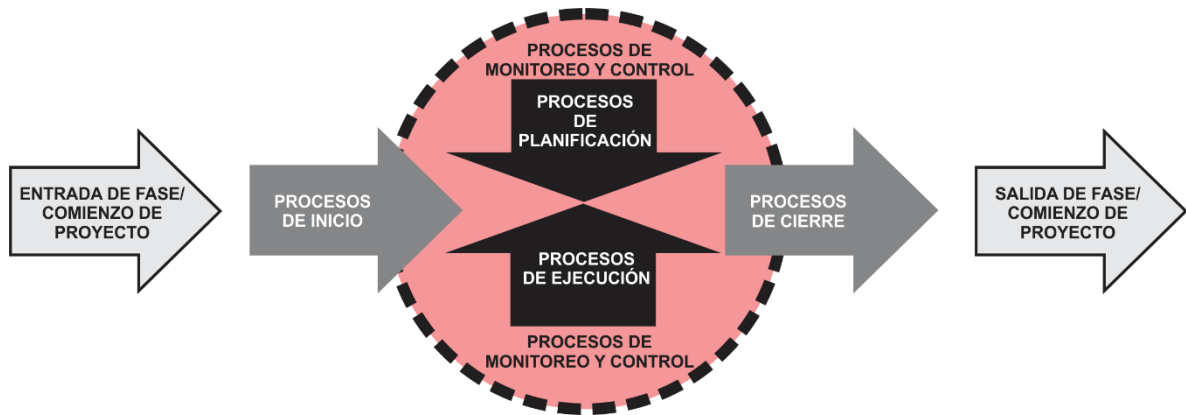 ENTRADA DE FASE/
COMIENZO DE
PROYECTO
PROCESOS
DE INICIO
PROCESOS DE
MONITOREO Y CONTROL
PROCESOS
DE
PLANIFICACIÓN
PROCESOS
DE EJECUCIÓN
PROCESOS DE
MONITOREO Y CONTROL
PROCESOS
DE CIERRE
SALIDA DE FASE/
COMIENZO DE
PROYECTO